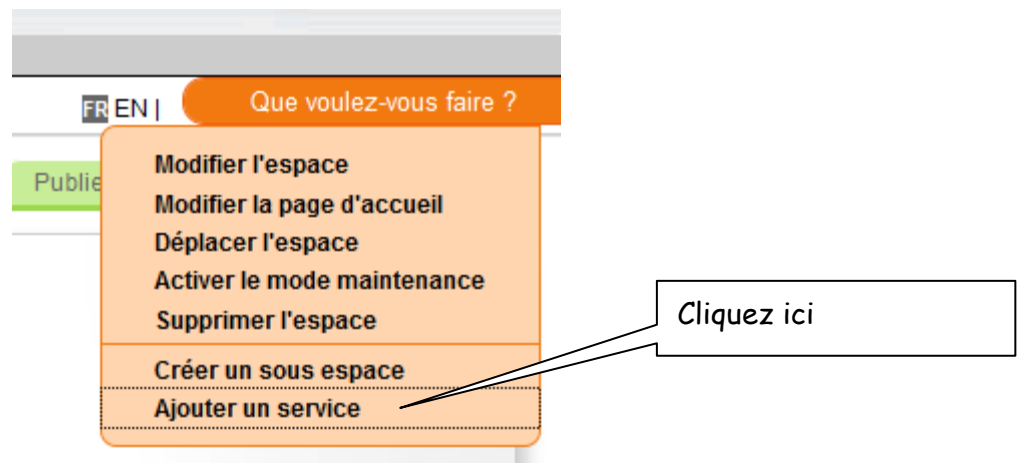 FR EN | Que voulez-vous faire ?
Publie
Modifier l'espace
Modifier la page d'accueil
Déplacer l'espace
Activer le mode maintenance
Supprimer l'espace
Créer un sous espace
Ajouter un service
Cliquez ici